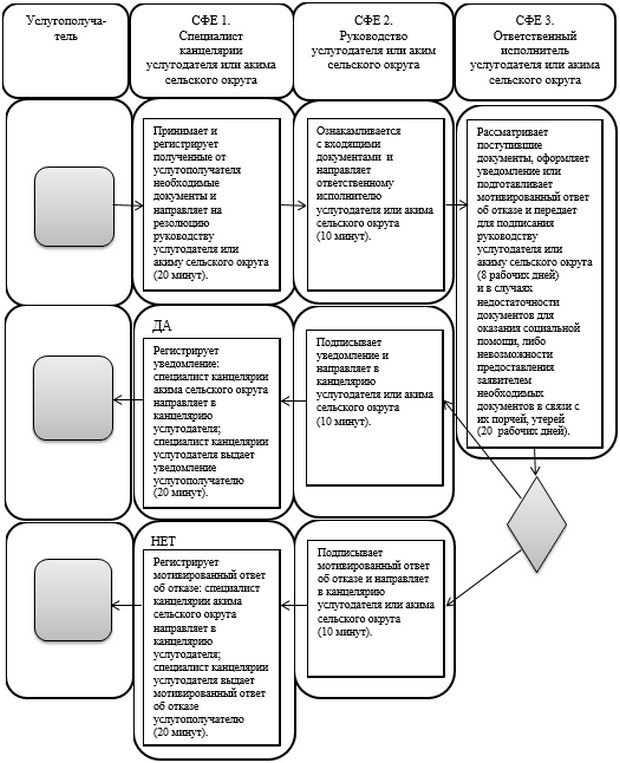 Услугополуча-
тель
СФЕ 1.
Специалист
канцелярии
услугодателя или акима
сельского округа
СФЕ 2.
Руководство
услугодателя или аким
сельского округа
СФЕ 3.
Ответственный
исполнитель
услугодателя или акима
сельского округа
Принимает и
регистрирует
полученные от
услугополучателя
необходимые
документы и
направляет на
резолюцию
руководству
услугодателя или
акиму сельского округа
(20 минут).
Ознакамливается
с входящими
документами и
направляет
ответственному
исполнителю
услугодателя или акима
сельского округа
(10 минут).
Рассматривает
поступившие
документы, оформляет
уведомление или
подготавливает
мотивированный ответ
об отказе и передает
для подписания
руководству
услугодателя или
акиму сельского округа
(8 рабочих дней)
и в случаях
недостаточности
документов для
оказания социальной
помощи, либо
невозможности
предоставления
заявителем
необходимых
документов в связи с
их порчей, утерей
(20 рабочих дней).
ДА
Регистрирует
уведомление:
специалист канцелярии
акима сельского округа
направляет в
канцелярию
услугодателя;
специалист канцелярии
услугодателя выдает
уведомление
услугополучателю
(20 минут).
Подписывает
уведомление и
направляет в
канцелярию
услугодателя или акима
сельского округа
(10 минут).
НЕТ
Регистрирует
мотивированный ответ
об отказе: специалист
канцелярии акима
сельского округа
направляет в
канцелярию
услугодателя;
специалист канцелярии
услугодателя выдает
мотивированный ответ
об отказе
услугополучателю
(20 минут).
Подписывает
мотивированный ответ
об отказе и направляет
в канцелярию
услугодателя или акима
сельского округа
(10 минут).